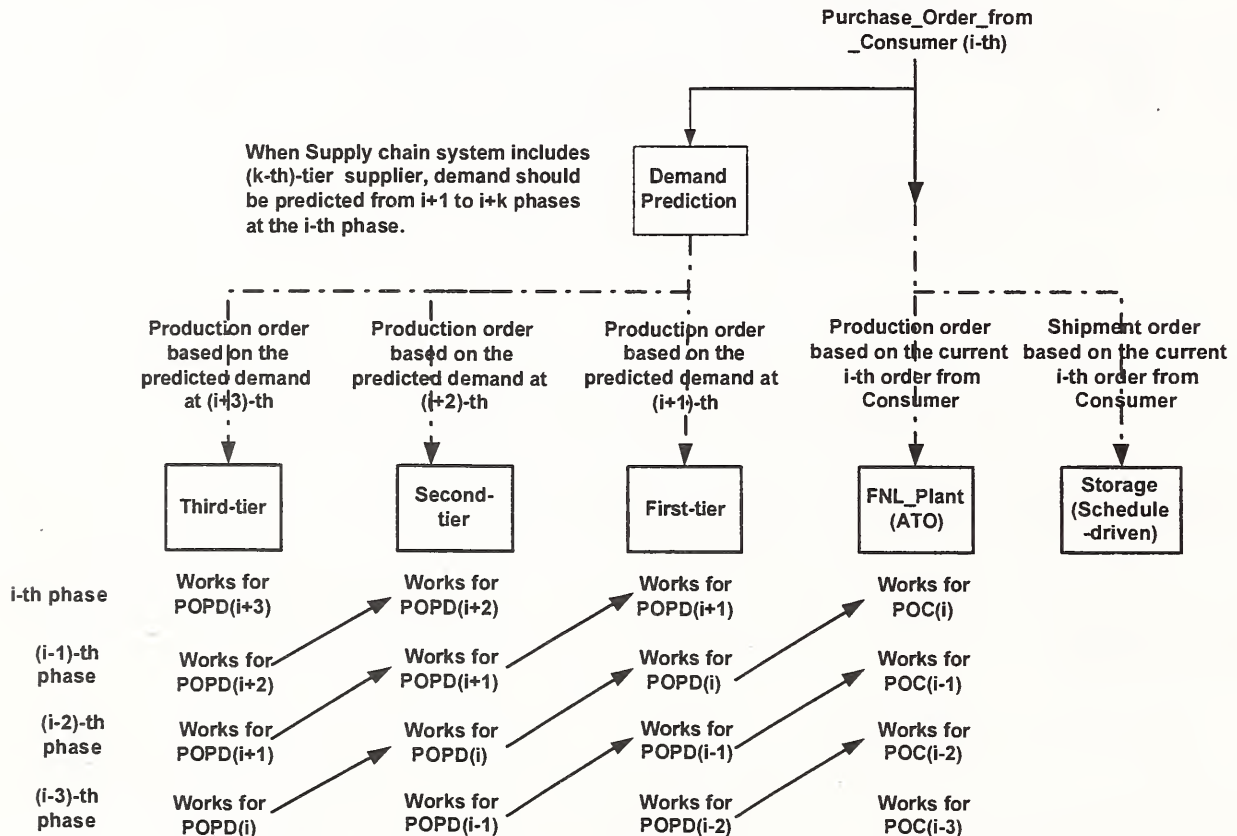 Purchase_Order_from
_Consumer (i-th)
When Supply chain system includes
(k-th)-tier supplier, demand should
be predicted from i+1 to i+k phases
at the i-th phase.
Demand
Prediction
Production order
based on the
predicted demand
at (i+3)-th
Production order
based on the
predicted demand at
(i+2)-th
Production order
based on the
predicted demand at
(i+1)-th
Production order
based on the current
i-th order from
Consumer
Shipment order
based on the current
i-th order from
Consumer
Third-tier
Second-
tier
First-tier
FNL_Plant
(ATO)
Storage
(Schedule
-driven)
i-th phase
Works for
POPD(i+3)
Works for
POPD(i+2)
Works for
POPD(i+1)
Works for
POC(i)
(i-1)-th
phase
Works for
POPD(i+2)
Works for
POPD(i+1)
Works for
POPD(i)
Works for
POC(i-1)
(i-2)-th
phase
Works for
POPD(i+1)
Works for
POPD(i)
Works for
POPD(i-1)
Works for
POC(i-2)
(i-3)-th
phase
Works for
POPD(i)
Works for
POPD(i-1)
Works for
POPD(i-2)
Works for
POC(i-3)